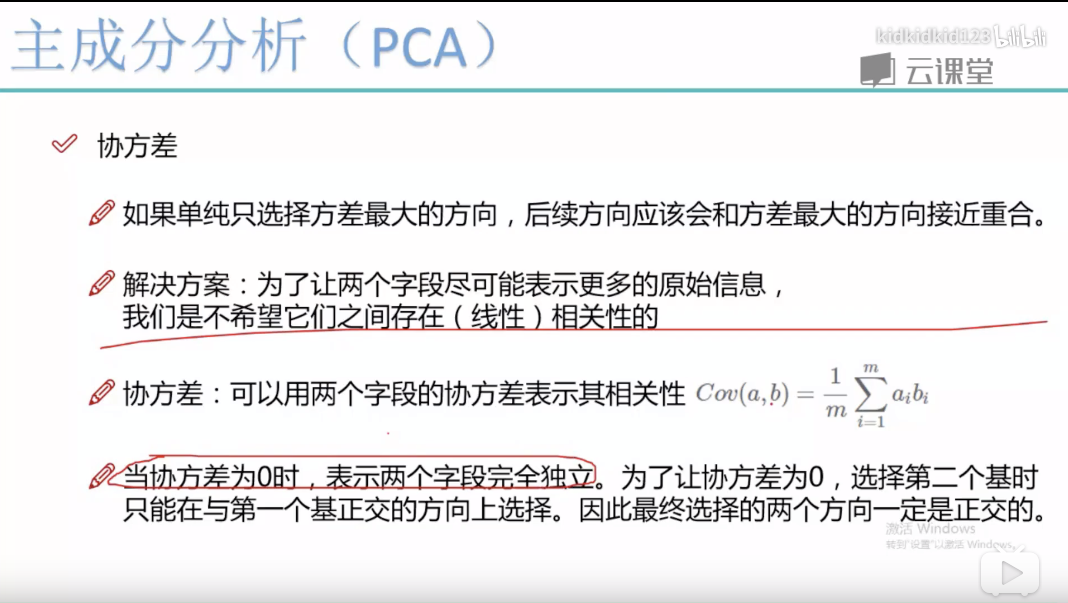 主成分分析（PCA）
kidkidkid123 bilibili
云课堂
协方差
如果单纯只选择方差最大的方向，后续方向应该会和方差最大的方向接近重合。
解决方案：为了让两个字段尽可能表示更多的原始信息，
我们是不希望它们之间存在（线性）相关性的
协方差：可以用两个字段的协方差表示其相关性 Cov(a,b) = \frac{1}{m} \sum_{i=1}^{m} a_i b_i
当协方差为0时，表示两个字段完全独立。为了让协方差为0，选择第二个基时
只能在与第一个基正交的方向上选择。因此最终选择的两个方向一定是正交的。
激活 Windows
转到"设置"以激活 Windows。